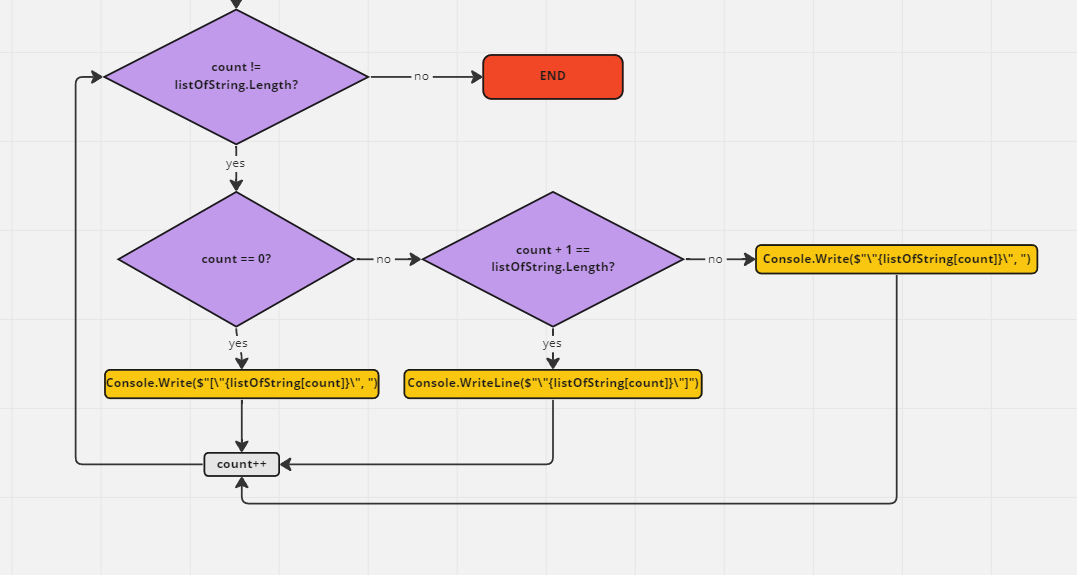 count !=
listOfString.Length?
no
END
yes
count == 0?
no
count + 1 ==
listOfString.Length?
no
Console.Write($"\"{listOfString[count]}\", ")
yes
yes
Console.Write($"[\"{listOfString[count]}\", ")
Console.WriteLine($"\"{listOfString[count]}\"]")
count++